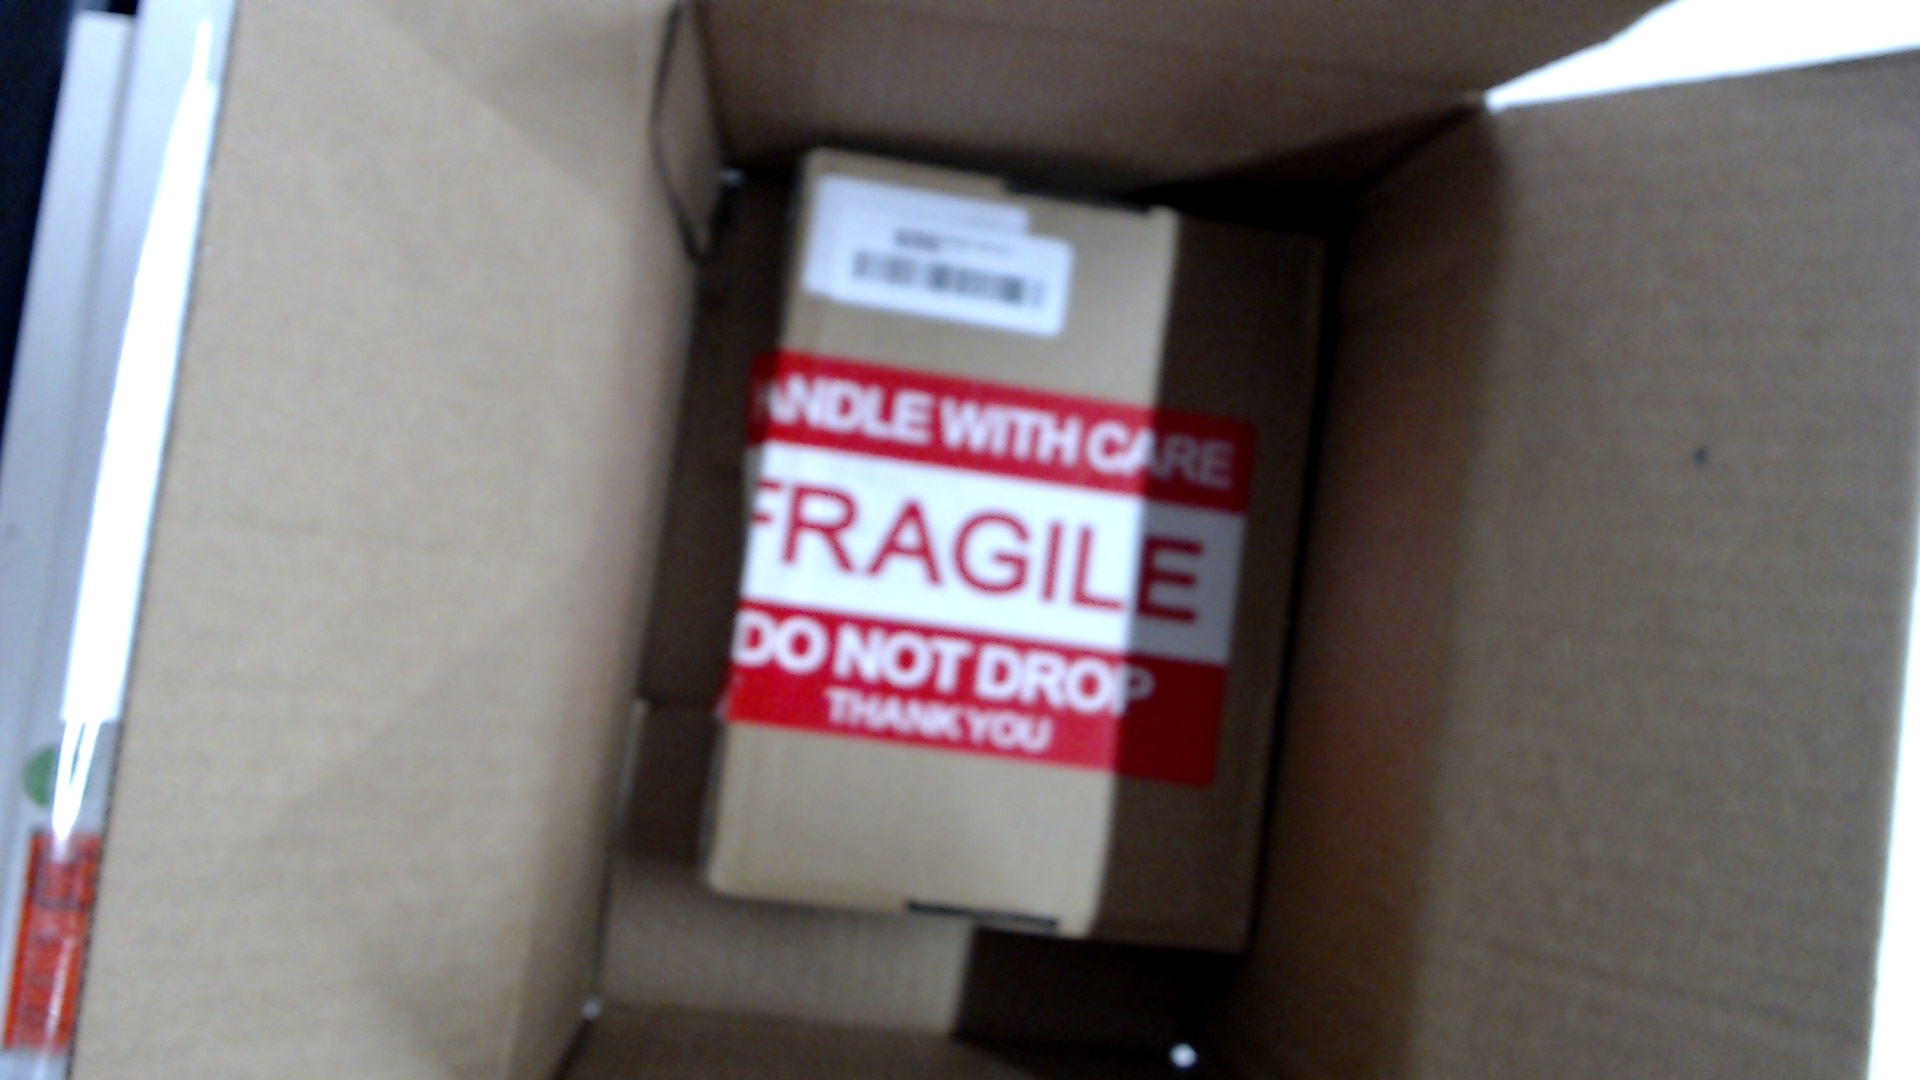 ANDLE WITH CARE
FRAGILE
DO NOT DROP
THANK YOU